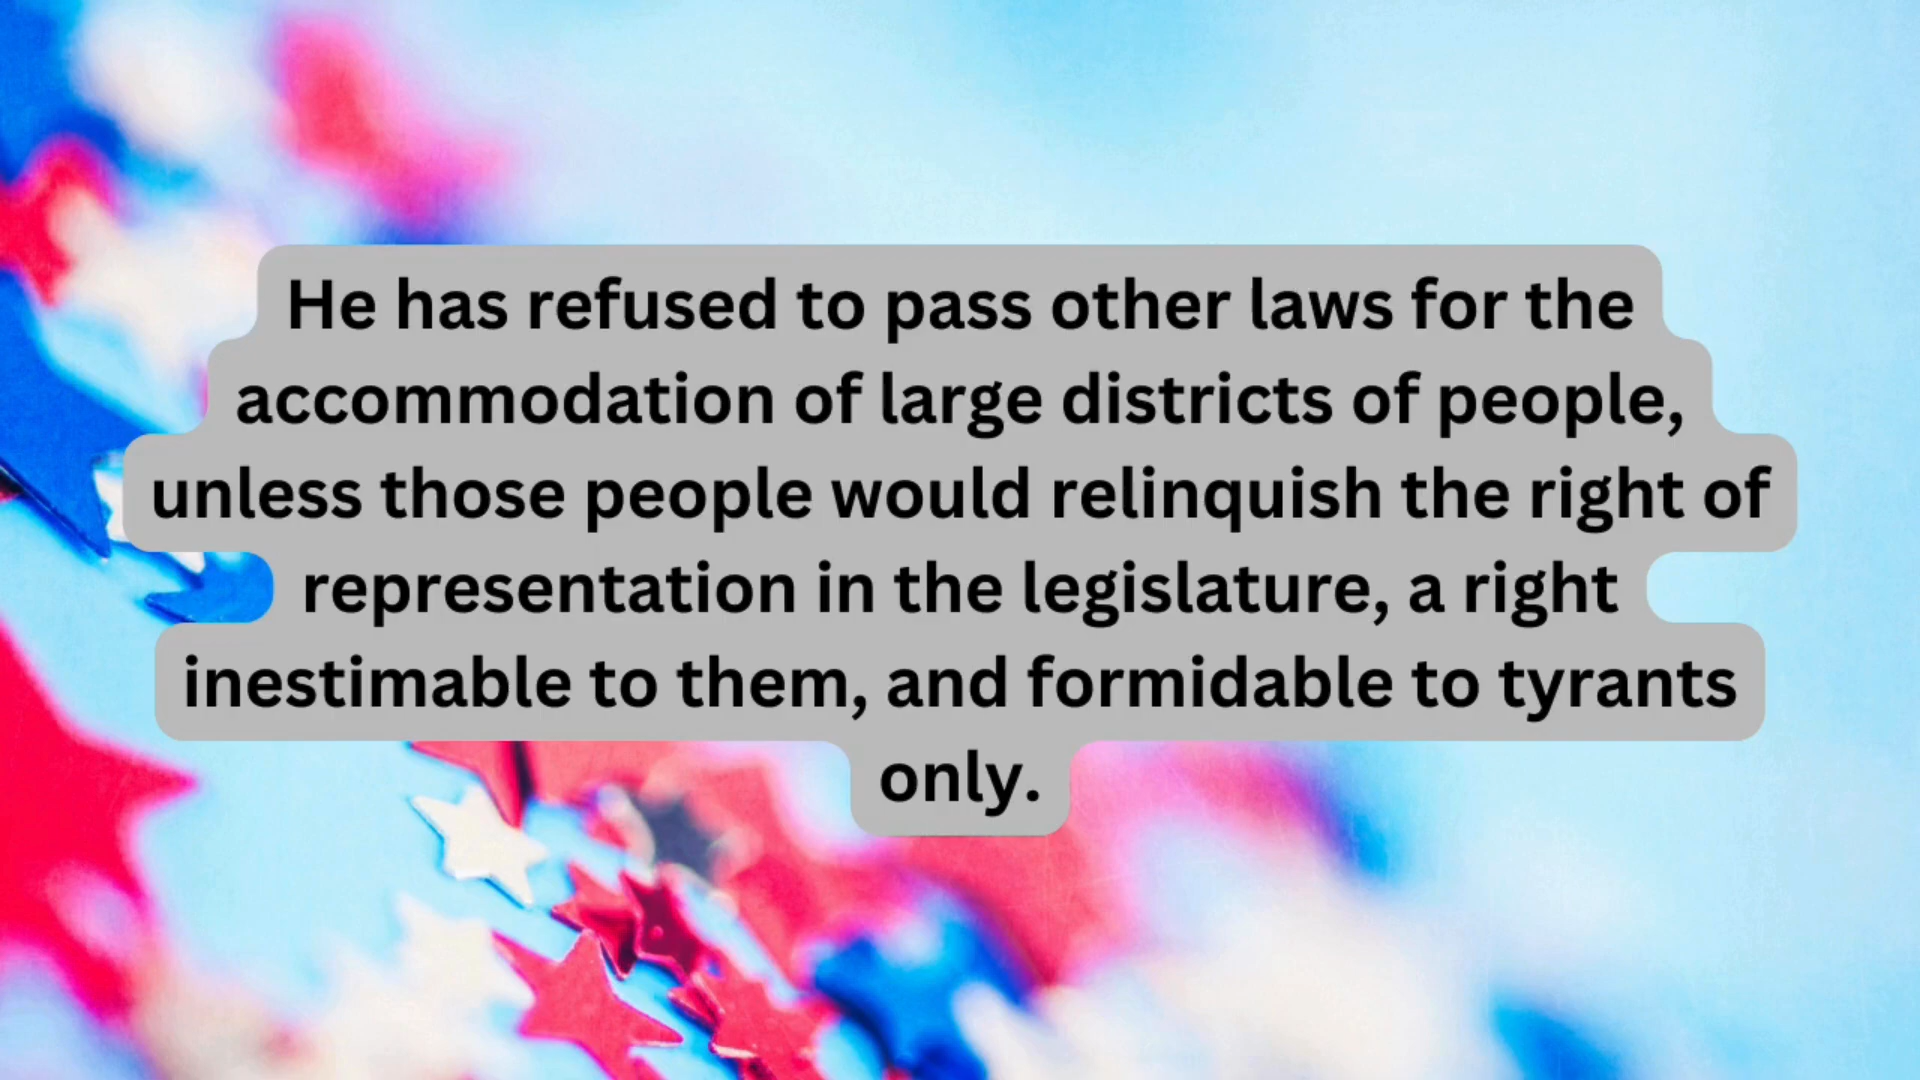 He has refused to pass other laws for the
accommodation of large districts of people,
unless those people would relinquish the right of
representation in the legislature, a right
inestimable to them, and formidable to tyrants
only.